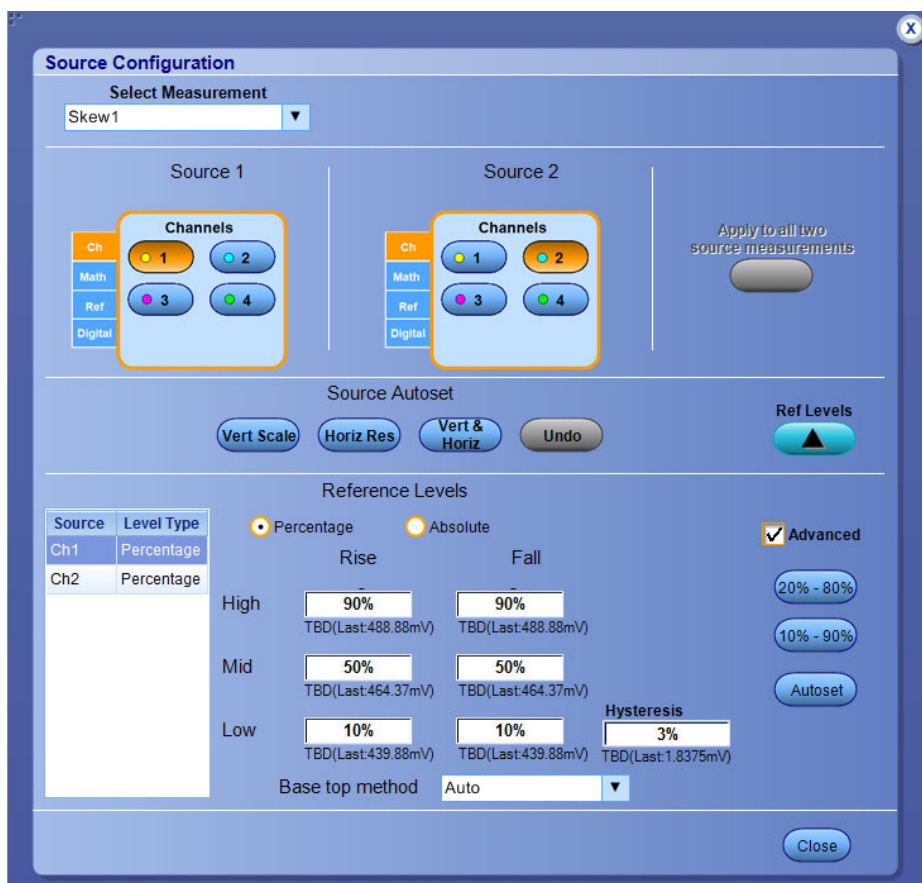 X
Source Configuration
Select Measurement
Skew1
Source 1
Channels
Ch
Math
Ref
Digital
1
2
3
4
Source 2
Channels
Ch
Math
Ref
Digital
1
2
3
4
Apply to all two
source measurements
Source Autoset
Vert Scale
Horiz Res
Vert &
Horiz
Undo
Ref Levels
Reference Levels
Source Level Type
Ch1 Percentage
Ch2 Percentage
Percentage
Absolute
Rise Fall
High 90% 90%
TBD(Last:488.88mV) TBD(Last:488.88mV)
Mid 50% 50%
TBD(Last:464.37mV) TBD(Last:464.37mV)
Low 10% 10%
TBD(Last:439.88mV) TBD(Last:439.88mV)
Hysteresis
3%
TBD(Last:1.8375mV)
Base top method Auto
Advanced
20% - 80%
10% - 90%
Autoset
Close